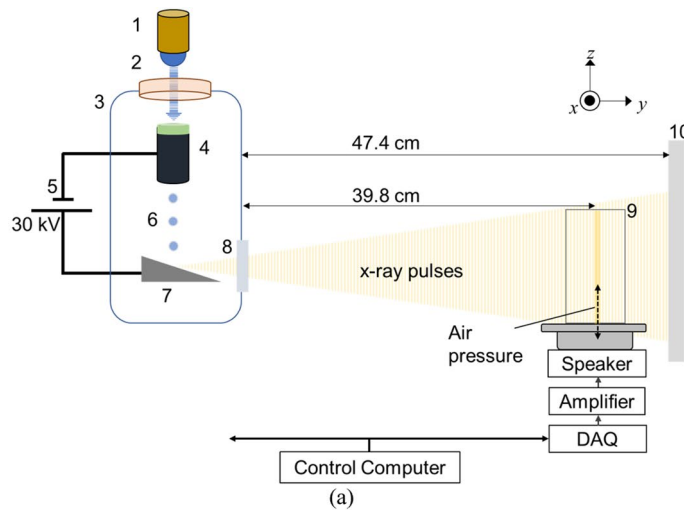 1
2
3
z
x
y
10
4
47.4 cm
5
39.8 cm
9
30 kV
6
8
x-ray pulses
7
Air
pressure
Speaker
Amplifier
DAQ
Control Computer
(a)